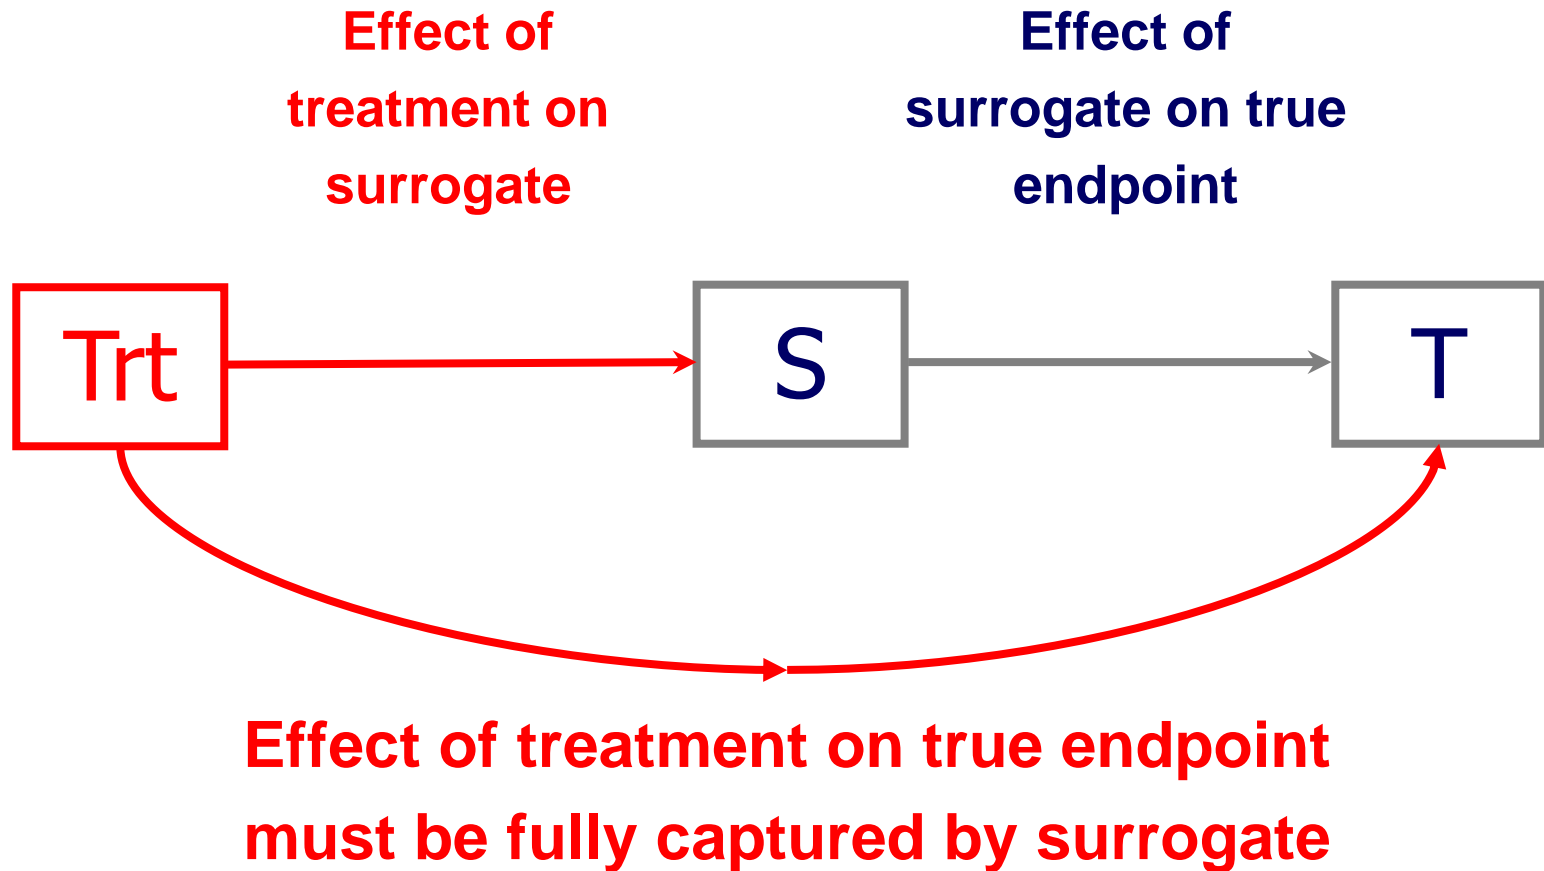 Effect of
treatment on
surrogate
Effect of
surrogate on true
endpoint
Trt
S
T
Effect of treatment on true endpoint
must be fully captured by surrogate